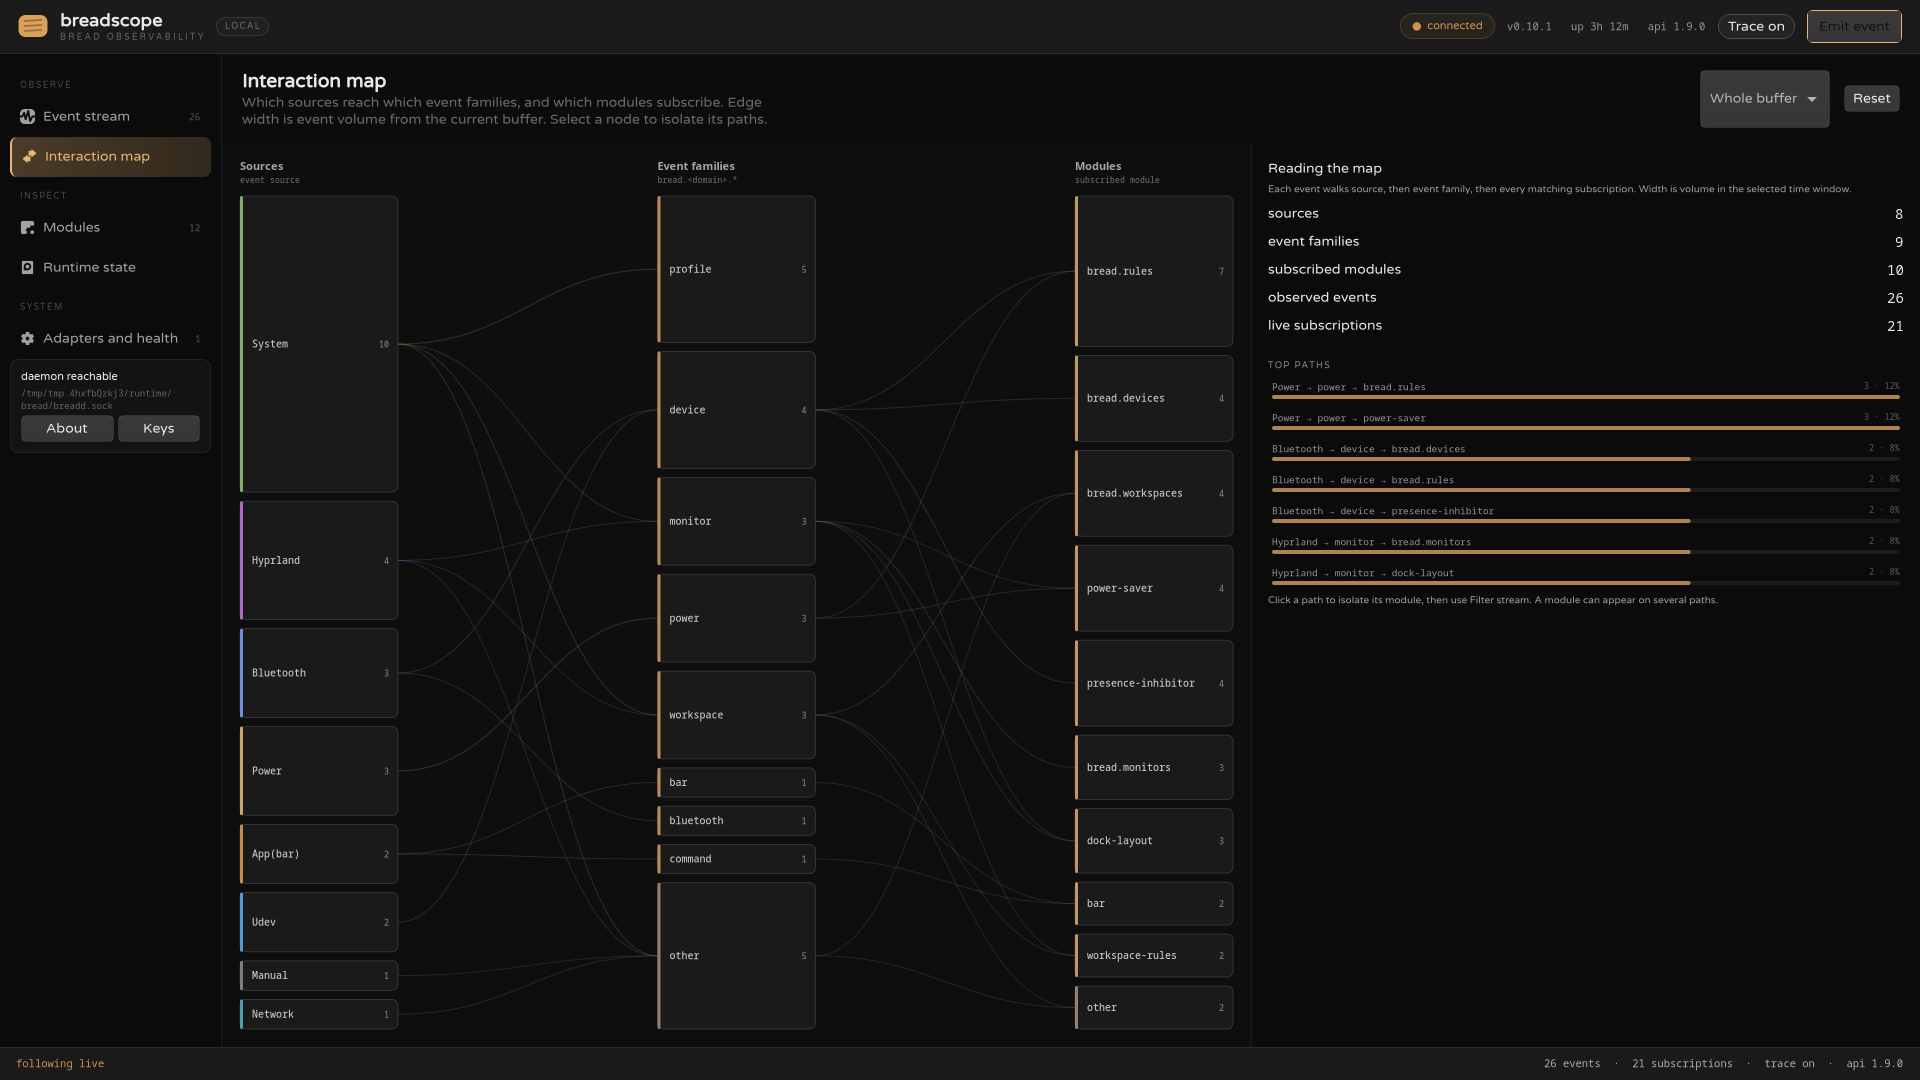 breadscope
BREAD OBSERVABILITY
LOCAL
connected
v0.10.1
up 3h 12m
api 1.9.0
Trace on
Emit event
OBSERVE
Event stream 26
Interaction map
INSPECT
Modules 12
Runtime state
SYSTEM
Adapters and health 1
daemon reachable
/tmp/tmp.4hxfbQzkj3/runtime/
bread/breadd.sock
About
Keys
Interaction map
Which sources reach which event families, and which modules subscribe. Edge
width is event volume from the current buffer. Select a node to isolate its paths.
Whole buffer
Reset
Sources
event source
System 10
Hyprland 4
Bluetooth 3
Power 3
App(bar) 2
Udev 2
Manual 1
Network 1
Event families
bread.<domain>.*
profile 5
device 4
monitor 3
power 3
workspace 3
bar 1
bluetooth 1
command 1
other 5
Modules
subscribed module
bread.rules 7
bread.devices 4
bread.workspaces 4
power-saver 4
presence-inhibitor 4
bread.monitors 3
dock-layout 3
bar 2
workspace-rules 2
other 2
Reading the map
Each event walks source, then event family, then every matching subscription. Width is volume in the selected time window.
sources 8
event families 9
subscribed modules 10
observed events 26
live subscriptions 21
TOP PATHS
Power → power → bread.rules 3 · 12%
Power → power → power-saver 3 · 12%
Bluetooth → device → bread.devices 2 · 8%
Bluetooth → device → bread.rules 2 · 8%
Bluetooth → device → presence-inhibitor 2 · 8%
Hyprland → monitor → bread.monitors 2 · 8%
Hyprland → monitor → dock-layout 2 · 8%
Click a path to isolate its module, then use Filter stream. A module can appear on several paths.
following live
26 events · 21 subscriptions · trace on · api 1.9.0